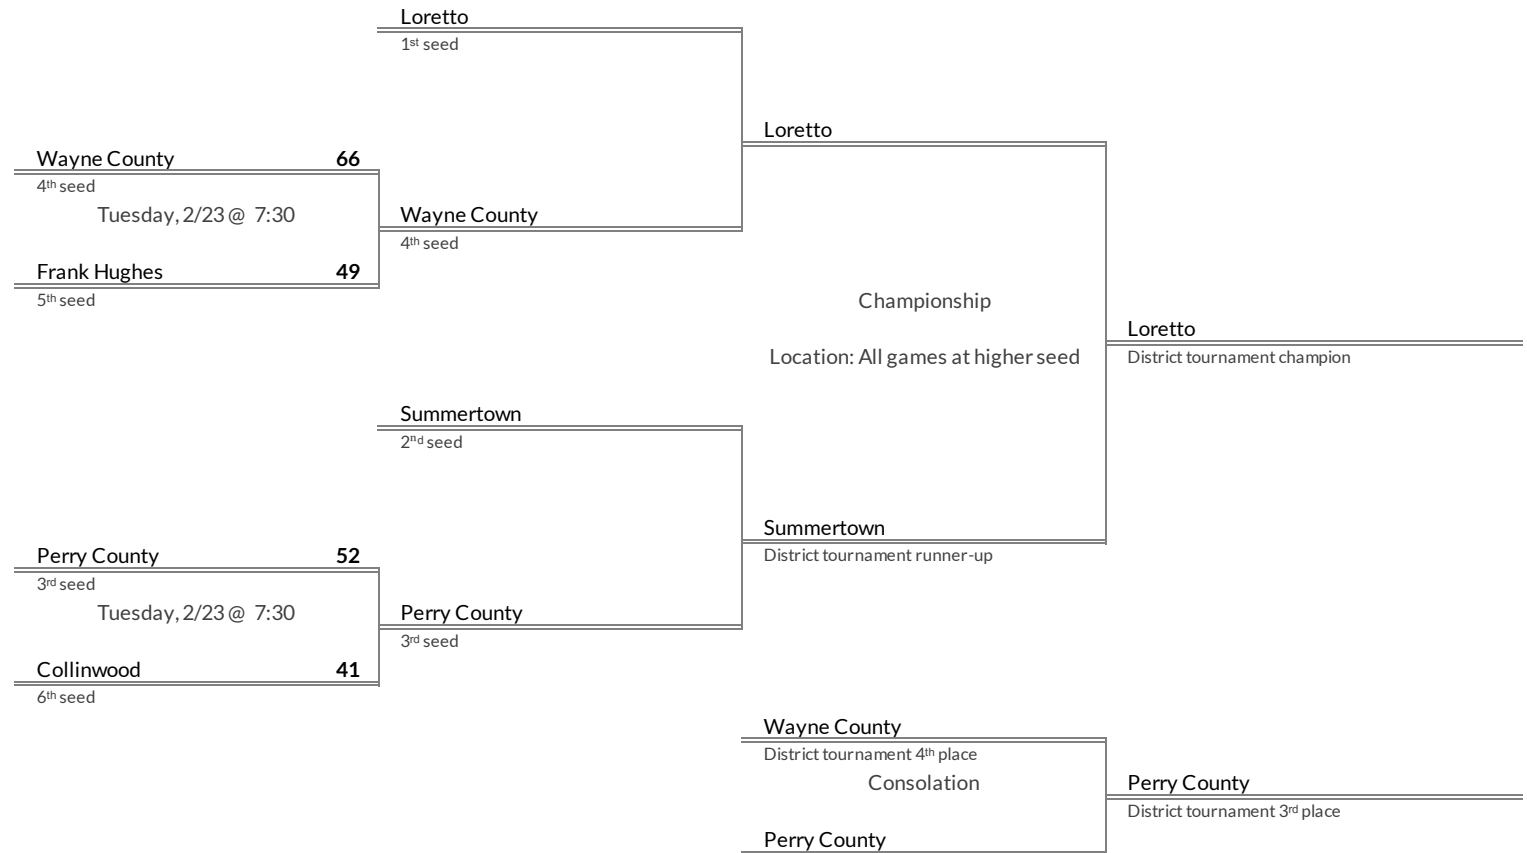 Loretto
1st seed
Loretto
Wayne County 66
4th seed
Tuesday, 2/23 @ 7:30
Wayne County
4th seed
Frank Hughes 49
5th seed
Championship
Loretto
Location: All games at higher seed
District tournament champion
Summertown
2nd seed
Summertown
District tournament runner-up
Perry County 52
3rd seed
Tuesday, 2/23 @ 7:30
Perry County
3rd seed
Collinwood 41
6th seed
Wayne County
District tournament 4th place
Consolation
Perry County
District tournament 3rd place
Perry County